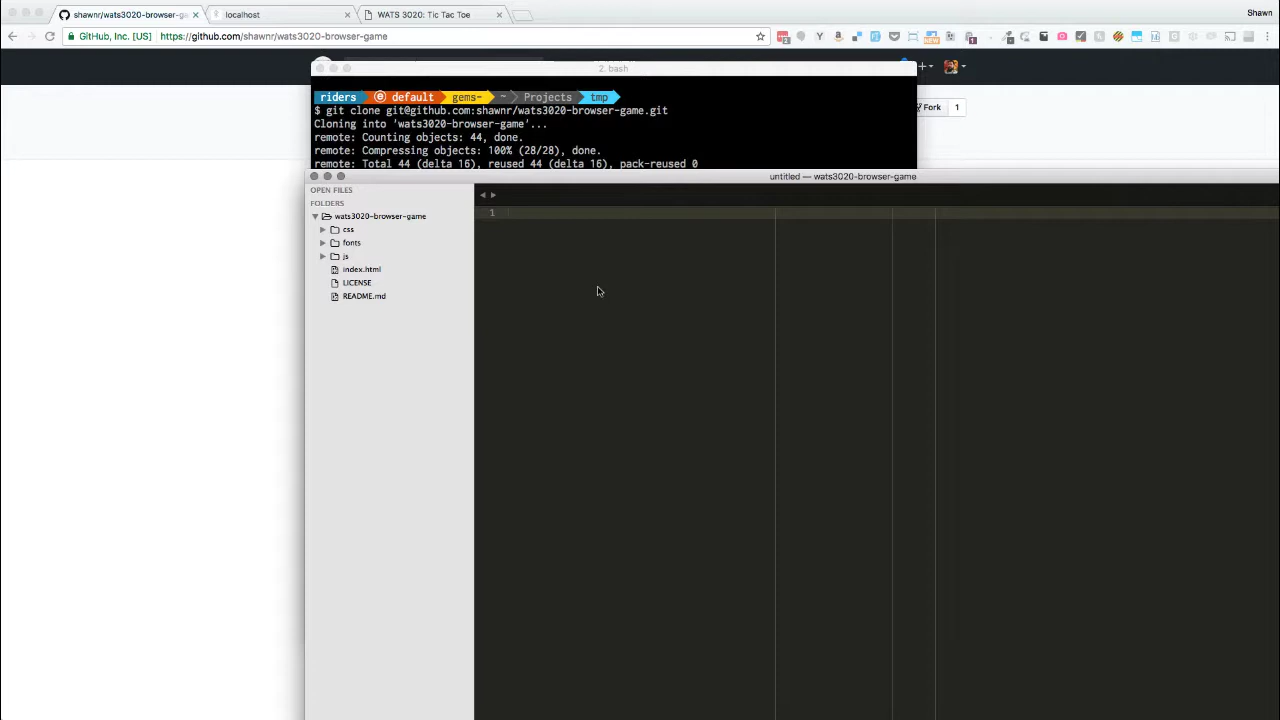 shawnr/wats3020-browser-ga
localhost
WATS 3020: Tic Tac Toe
Shawn
GitHub, Inc. [US]
https://github.com/shawnr/wats3020-browser-game
2. bash
riders
default
gems-
~
Projects
tmp
Fork
1
$ git clone git@github.com:shawnr/wats3020-browser-game.git
Cloning into 'wats3020-browser-game'...
remote: Counting objects: 44, done.
remote: Compressing objects: 100% (28/28), done.
remote: Total 44 (delta 16), reused 44 (delta 16), pack-reused 0
untitled — wats3020-browser-game
OPEN FILES
FOLDERS
wats3020-browser-game
css
fonts
js
index.html
LICENSE
README.md
1